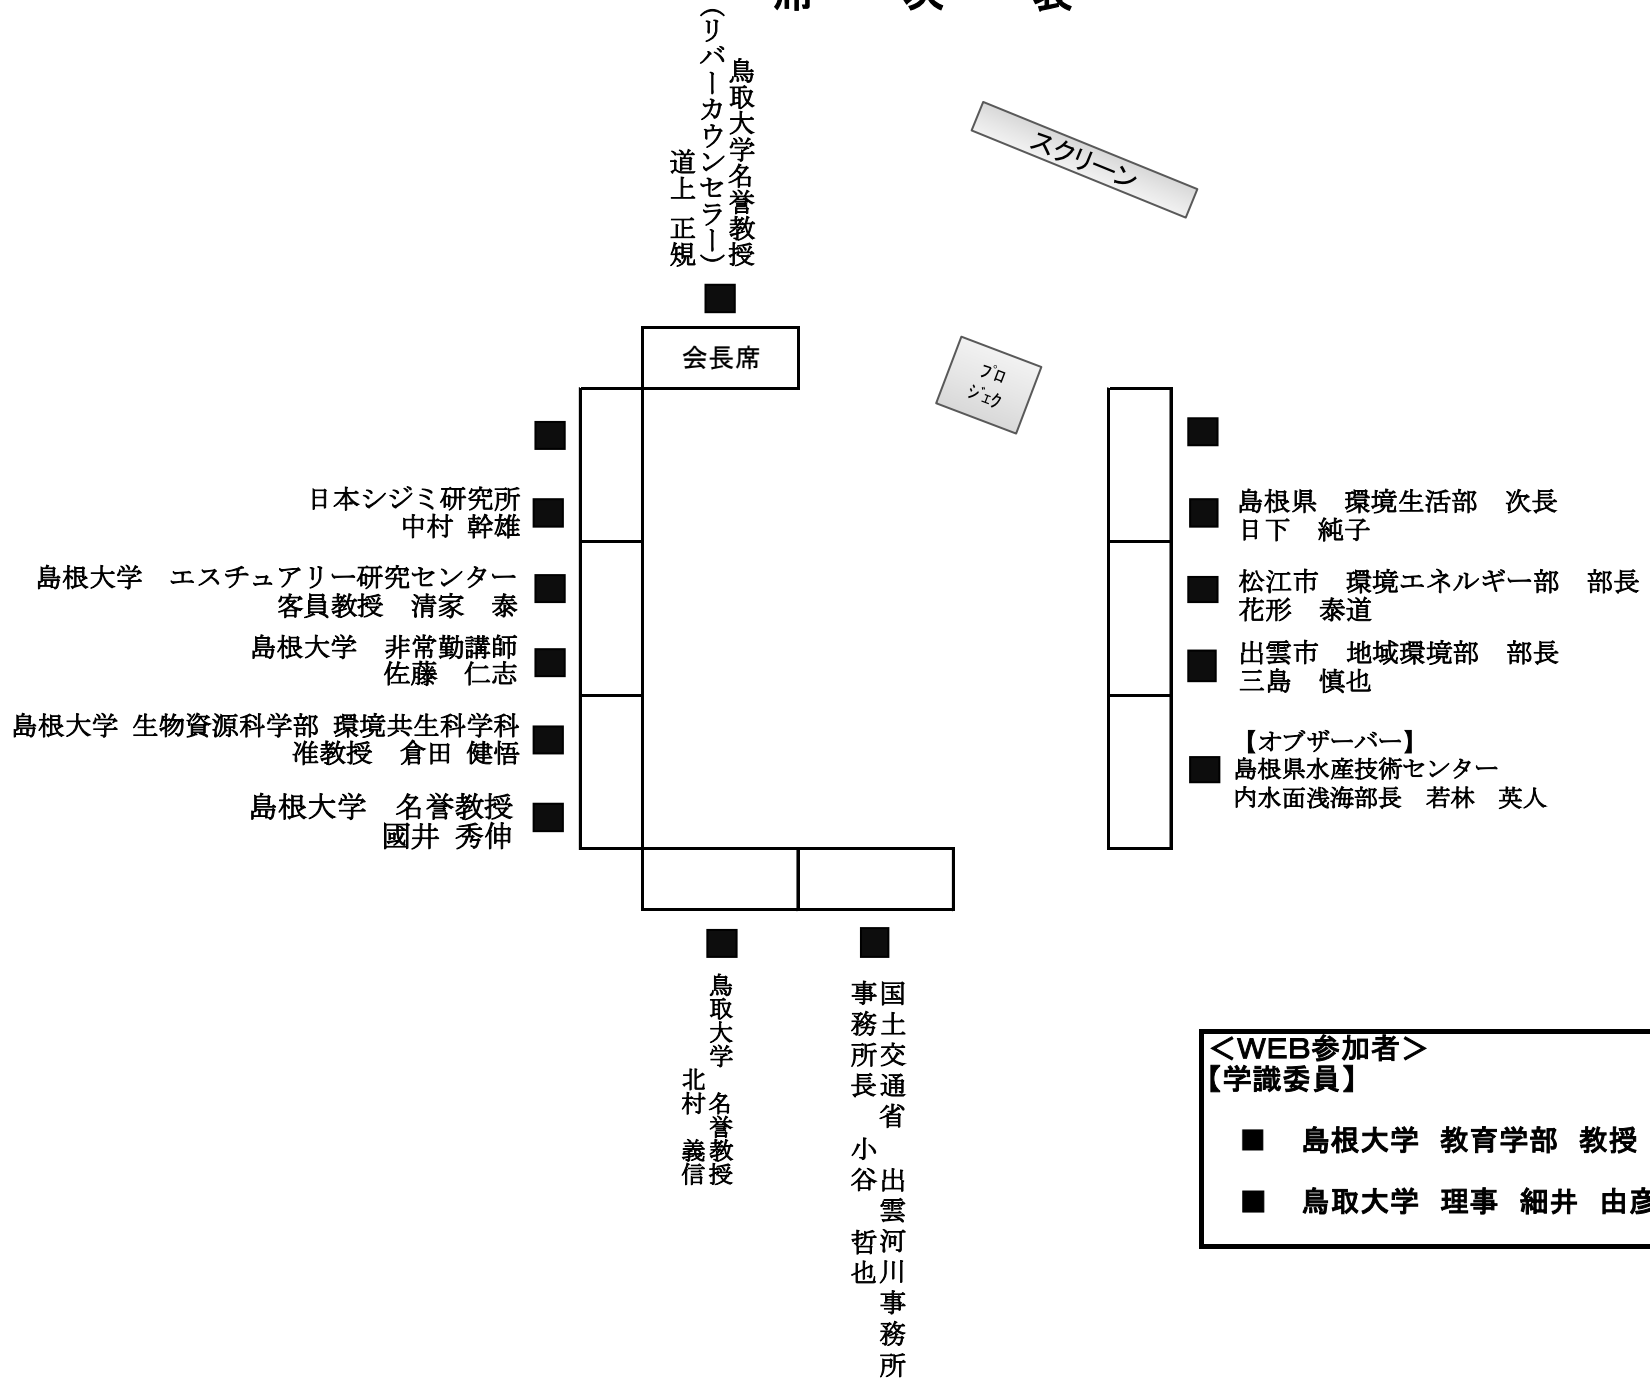 席 次 表
鳥取大学名誉教授
(リバーカウンセラー)
道上 正規
スクリーン
会長席
プロ
ジェク
日本シジミ研究所
中村 幹雄
島根大学 エスチュアリー研究センター
客員教授 清家 泰
島根大学 非常勤講師
佐藤 仁志
島根大学 生物資源科学部 環境共生科学科
准教授 倉田 健悟
島根大学 名誉教授
國井 秀伸
島根県 環境生活部 次長
日下 純子
松江市 環境エネルギー部 部長
花形 泰道
出雲市 地域環境部 部長
三島 慎也
【オブザーバー】
島根県水産技術センター
内水面浅海部長 若林 英人
鳥取大学 名誉教授
北村 義信
国土交通省 出雲河川事務所
事務所長 小谷 哲也
＜WEB参加者＞
【学識委員】
■ 島根大学 教育学部 教授
■ 鳥取大学 理事 細井 由彦